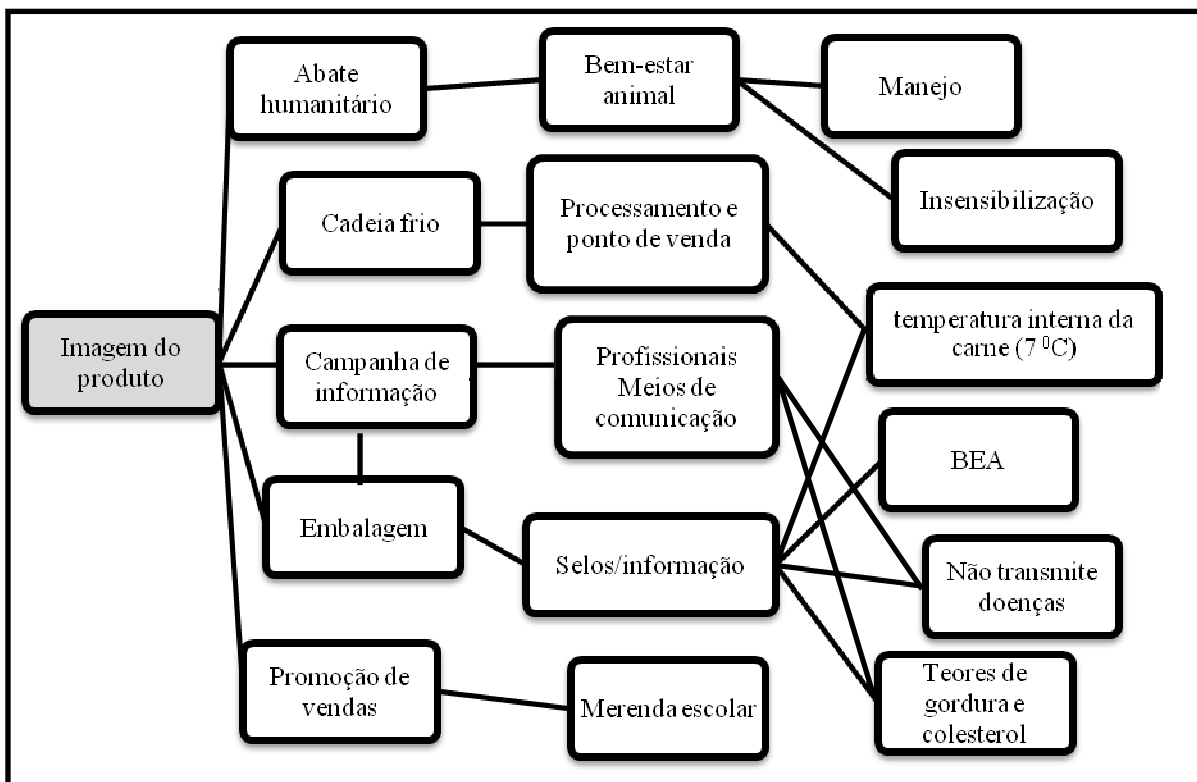 Abate
humanitário
Bem-estar
animal
Manejo
Insensibilização
Cadeia frio
Processamento e
ponto de venda
temperatura interna da
carne (7 ⁰C)
Imagem do
produto
Campanha de
informação
Profissionais
Meios de
comunicação
BEA
Embalagem
Selos/informação
Não transmite
doenças
Promoção de
vendas
Merenda escolar
Teores de
gordura e
colesterol